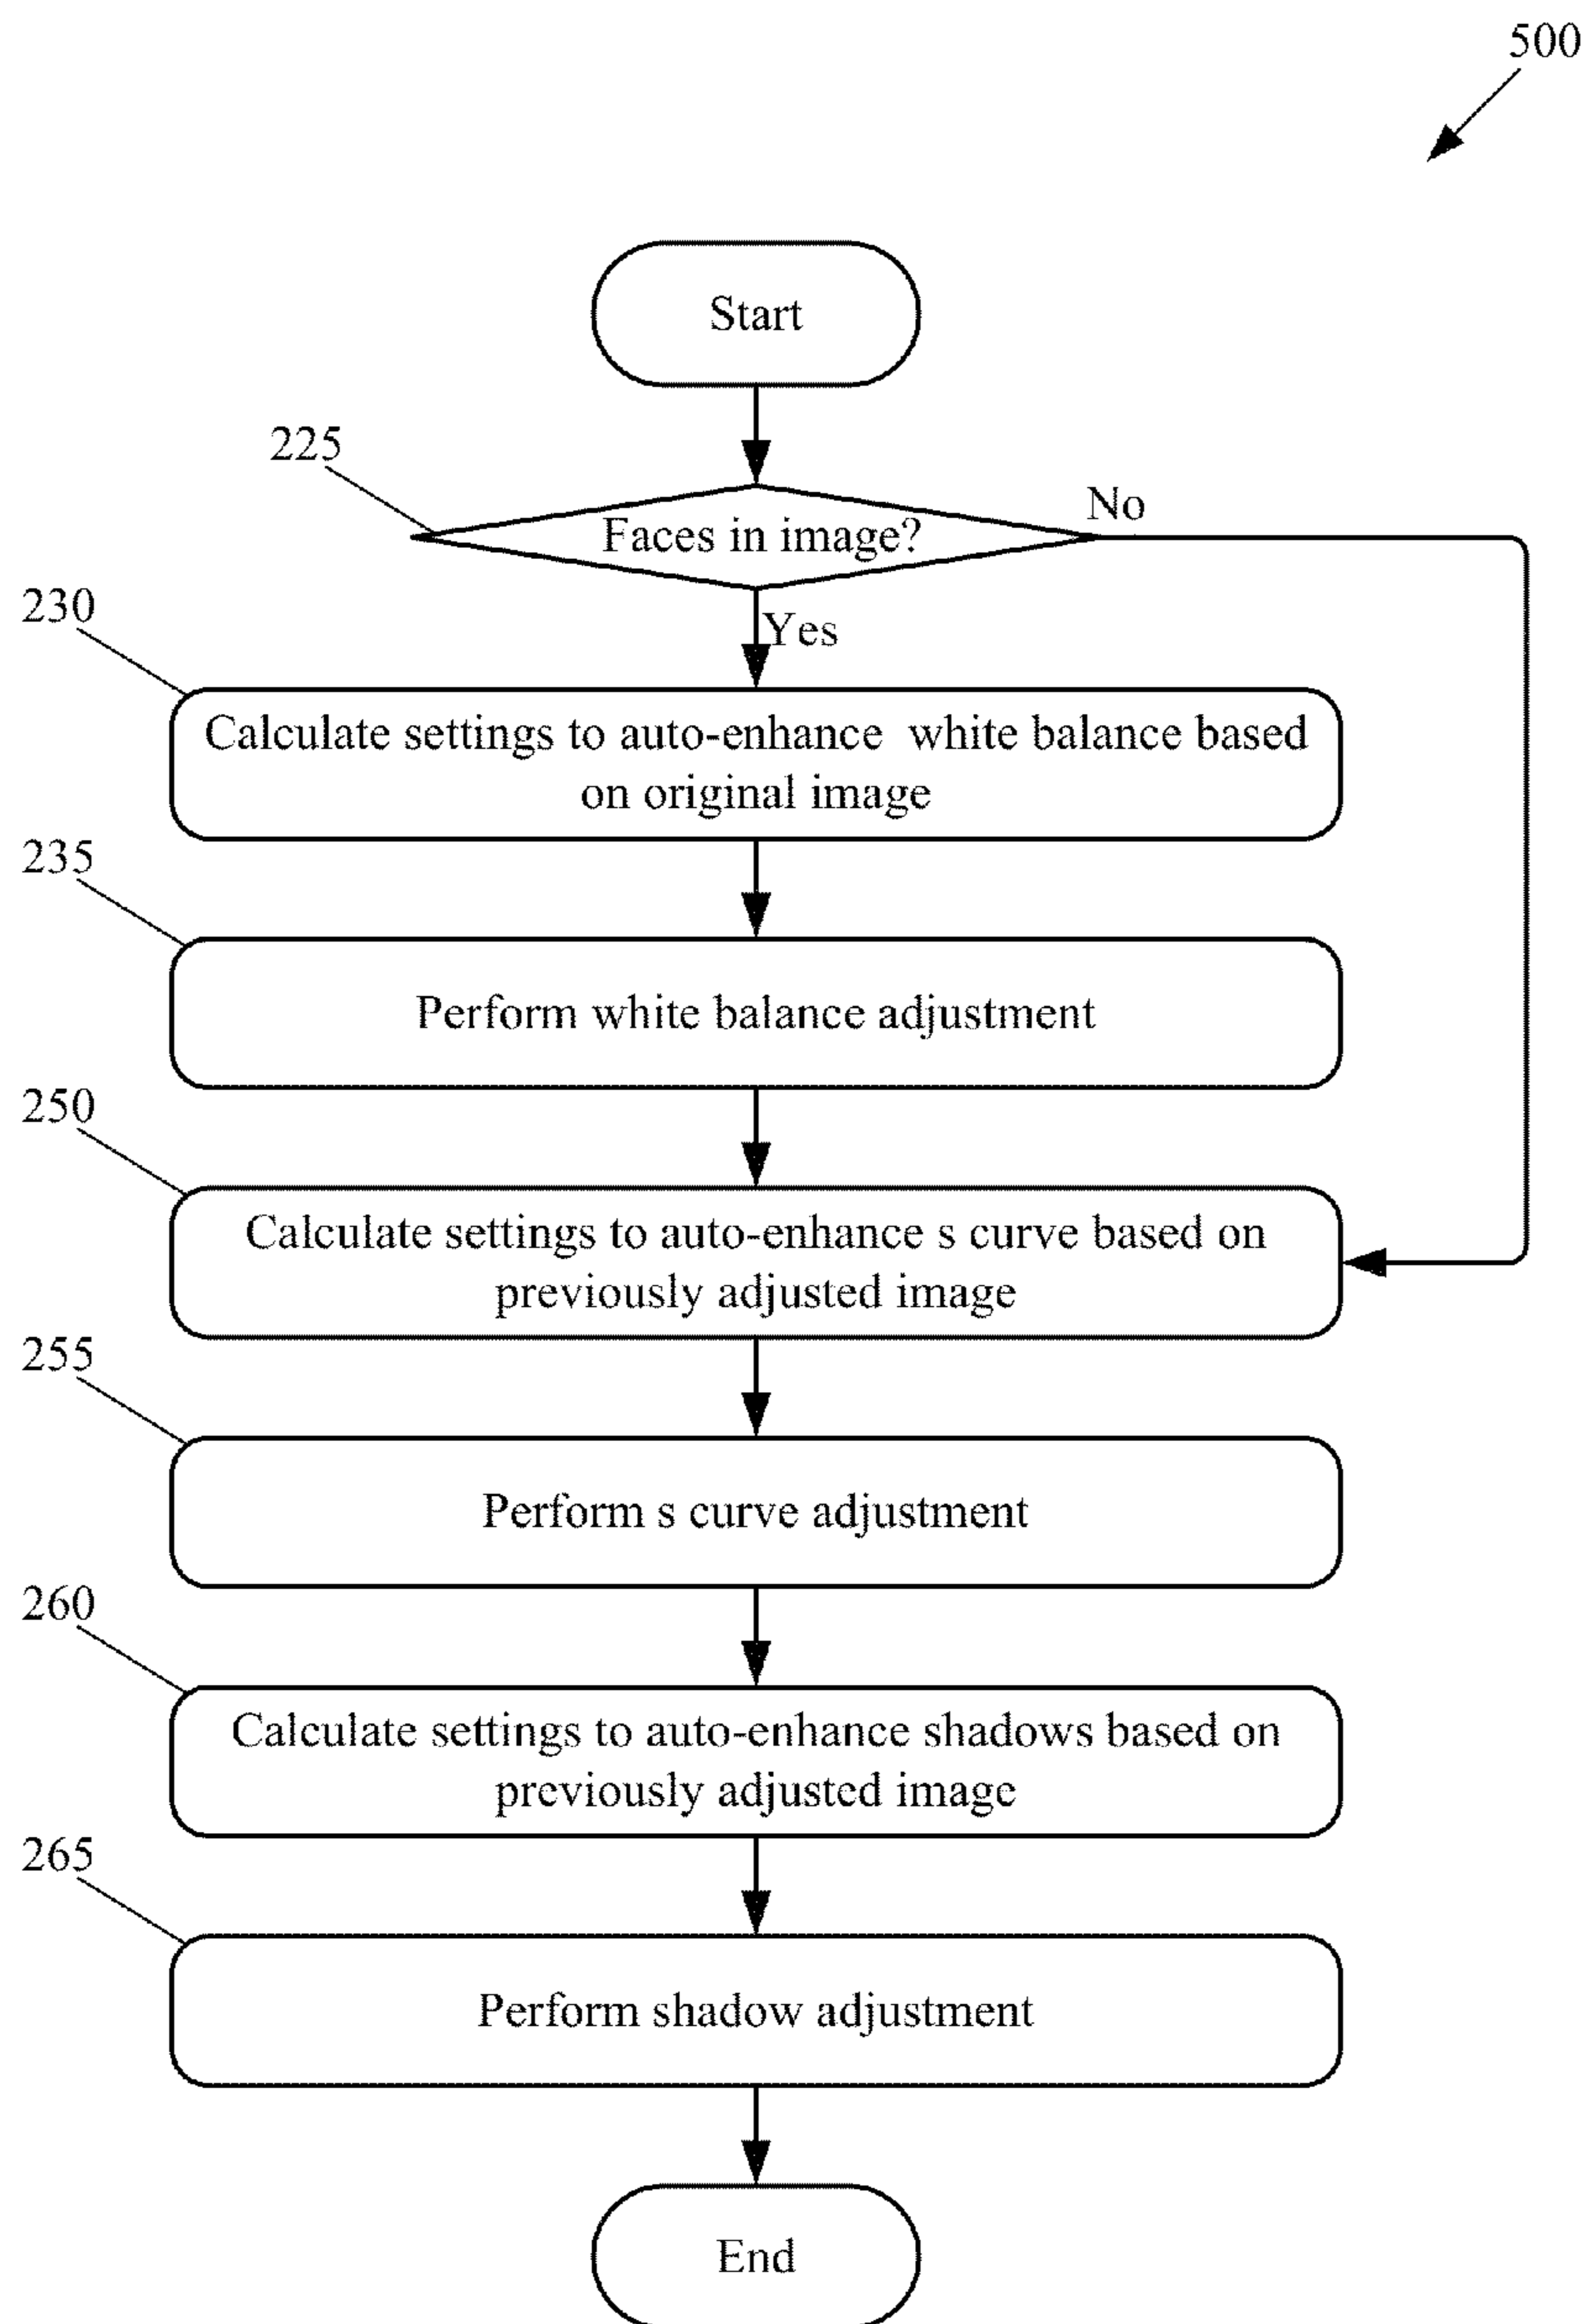 500
Start
225
Faces in image?
No
Yes
230
Calculate settings to auto-enhance white balance based
on original image
235
Perform white balance adjustment
250
Calculate settings to auto-enhance s curve based on
previously adjusted image
255
Perform s curve adjustment
260
Calculate settings to auto-enhance shadows based on
previously adjusted image
265
Perform shadow adjustment
End